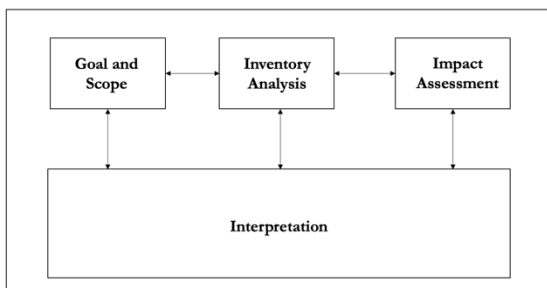 Goal and
Scope
Inventory
Analysis
Impact
Assessment
Interpretation